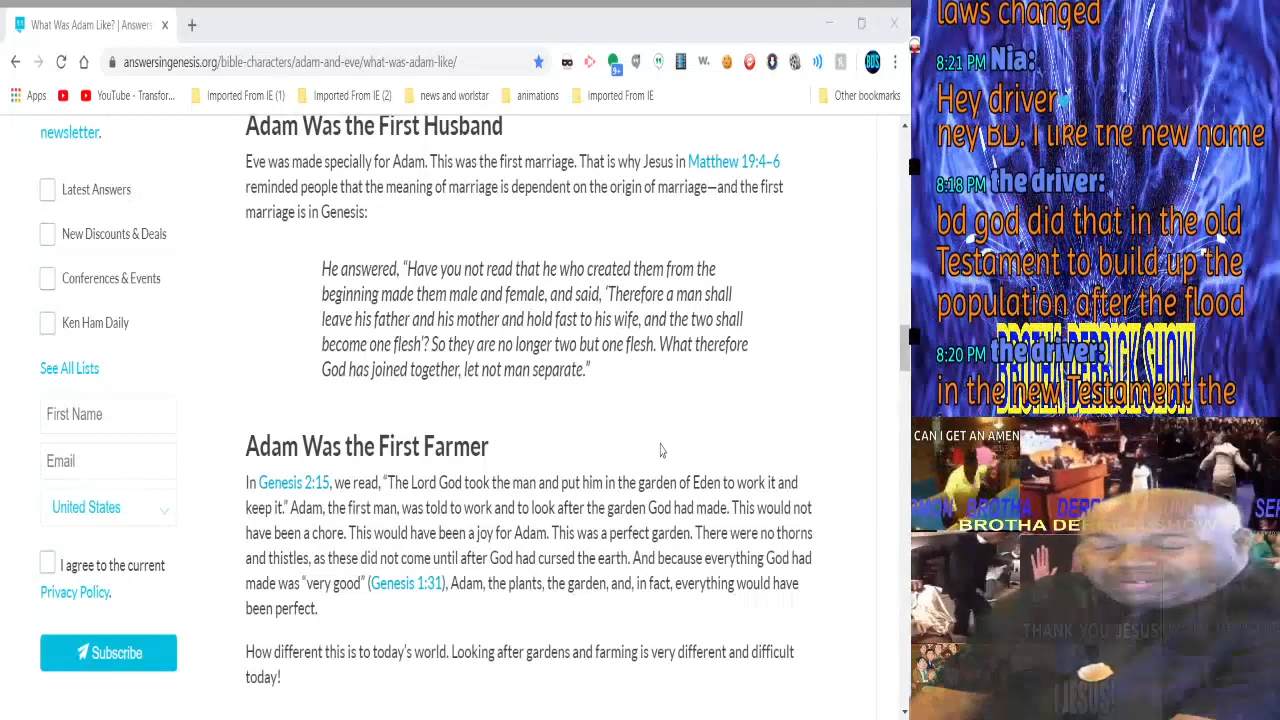 What Was Adam Like? | Answers
answersingenesis.org/bible-characters/adam-and-eve/what-was-adam-like/
9+
W.
BDS
Apps
YouTube - Transfor...
Imported From IE (1)
Imported From IE (2)
news and worlstar
animations
Imported From IE
Other bookmarks
newsletter.
Latest Answers
New Discounts & Deals
Conferences & Events
Ken Ham Daily
See All Lists
First Name
Email
United States
I agree to the current
Privacy Policy.
Subscribe
Adam Was the First Husband
Eve was made specially for Adam. This was the first marriage. That is why Jesus in Matthew 19:4–6
reminded people that the meaning of marriage is dependent on the origin of marriage—and the first
marriage is in Genesis:
He answered, “Have you not read that he who created them from the
beginning made them male and female, and said, ‘Therefore a man shall
leave his father and his mother and hold fast to his wife, and the two shall
become one flesh’? So they are no longer two but one flesh. What therefore
God has joined together, let not man separate.”
Adam Was the First Farmer
In Genesis 2:15, we read, “The Lord God took the man and put him in the garden of Eden to work it and
keep it.” Adam, the first man, was told to work and to look after the garden God had made. This would not
have been a chore. This would have been a joy for Adam. This was a perfect garden. There were no thorns
and thistles, as these did not come until after God had cursed the earth. And because everything God had
made was “very good” (Genesis 1:31), Adam, the plants, the garden, and, in fact, everything would have
been perfect.
How different this is to today’s world. Looking after gardens and farming is very different and difficult
today!
laws changed
8:21 PM Nia:
Hey driver
hey BD. I like the new name
8:18 PM the driver:
bd god did that in the old
Testament to build up the
population after the flood
BROTHA DERRICK SHOW
8:20 PM the driver:
in the new Testament the
CAN I GET AN AMEN
BROTHA
BROTHA DERRICK SHOW
THANK YOU JESUS
JESUS!